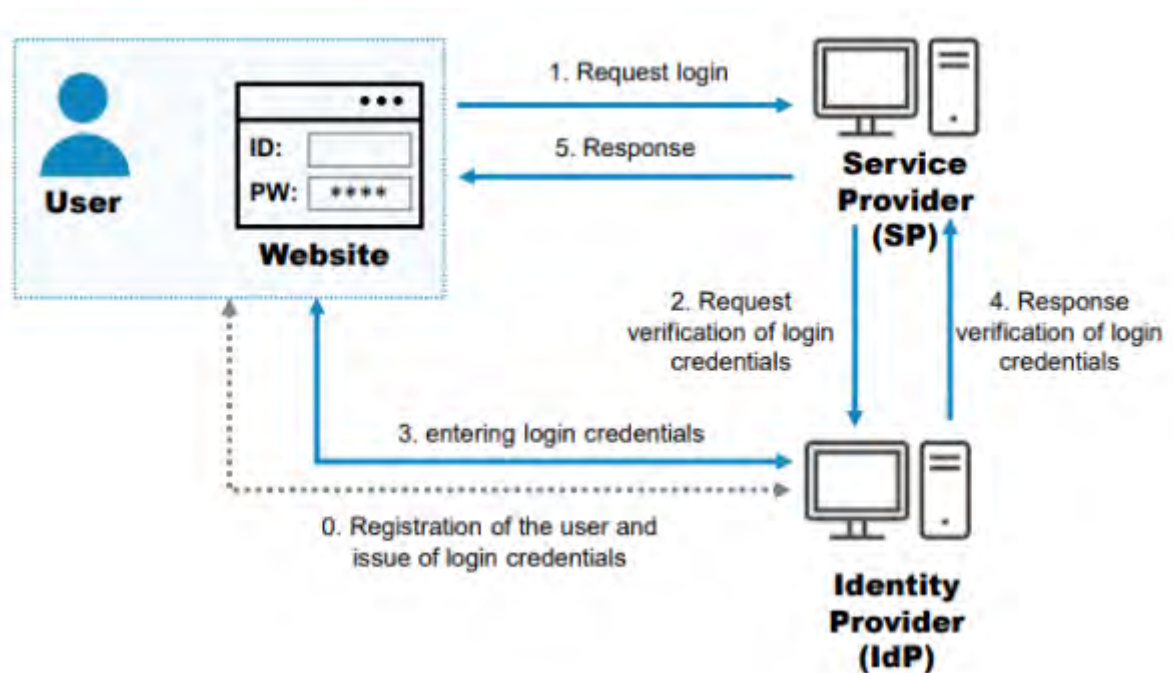 1. Request login
5. Response
ID:
PW: ****
User
Website
Service
Provider
(SP)
2. Request
verification of login
credentials
4. Response
verification of login
credentials
3. entering login credentials
0. Registration of the user and
issue of login credentials
Identity
Provider
(IdP)